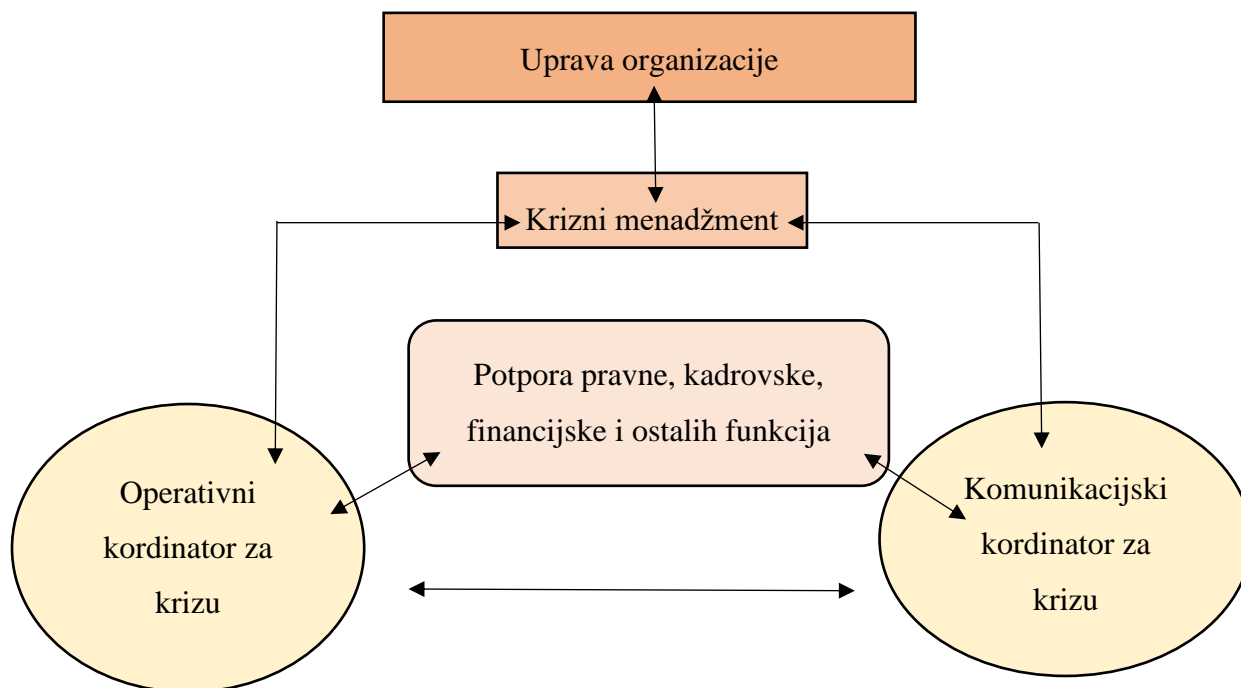 Uprava organizacije
Krizni menadžment
Potpora pravne, kadrovske,
financijske i ostalih funkcija
Operativni
kordinator za
krizu
Komunikacijski
kordinator za
krizu